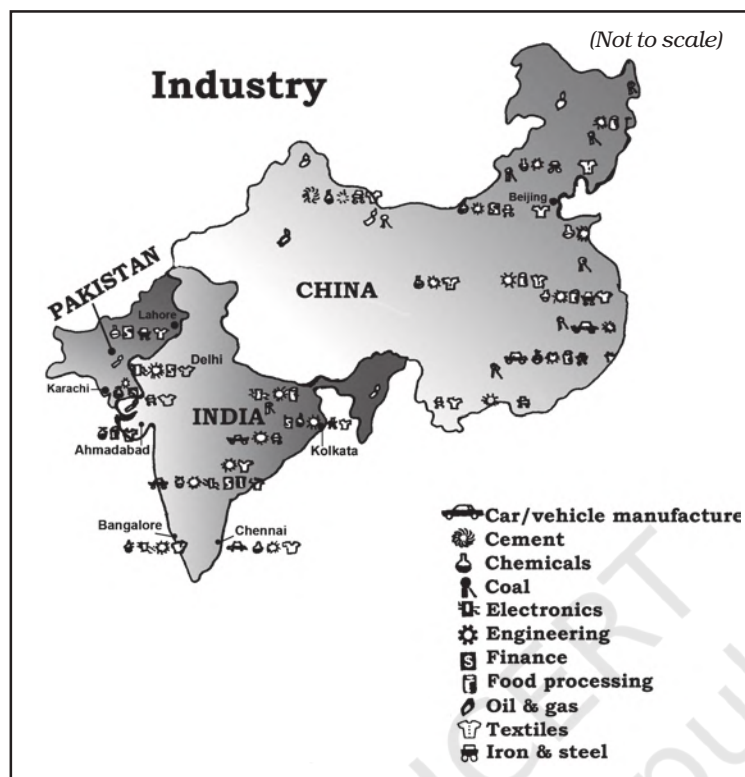 (Not to scale)
Industry
Beijing
PAKISTAN
CHINA
Lahore
Delhi
Karachi
INDIA
Ahmadabad
Kolkata
Bangalore
Chennai
Car/vehicle manufacture
Cement
Chemicals
Coal
Electronics
Engineering
Finance
Food processing
Oil & gas
Textiles
Iron & steel
NCERT